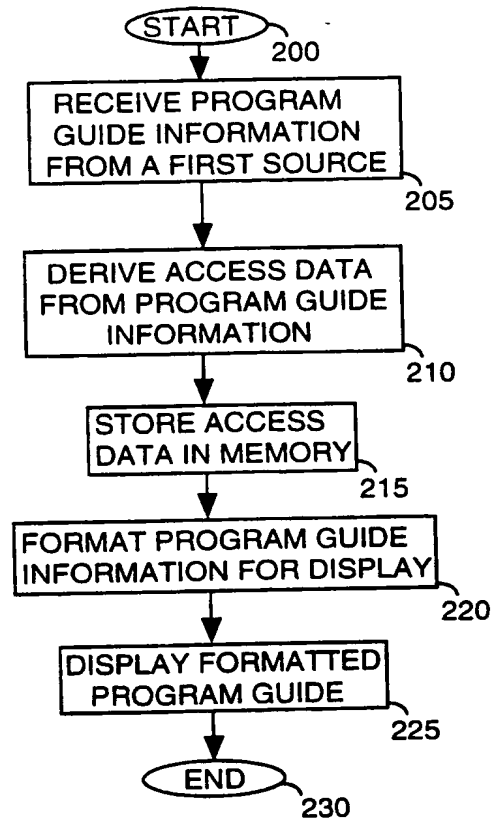 START
200
RECEIVE PROGRAM
GUIDE INFORMATION
FROM A FIRST SOURCE
205
DERIVE ACCESS DATA
FROM PROGRAM GUIDE
INFORMATION
210
STORE ACCESS
DATA IN MEMORY
215
FORMAT PROGRAM GUIDE
INFORMATION FOR DISPLAY
220
DISPLAY FORMATTED
PROGRAM GUIDE
225
END
230